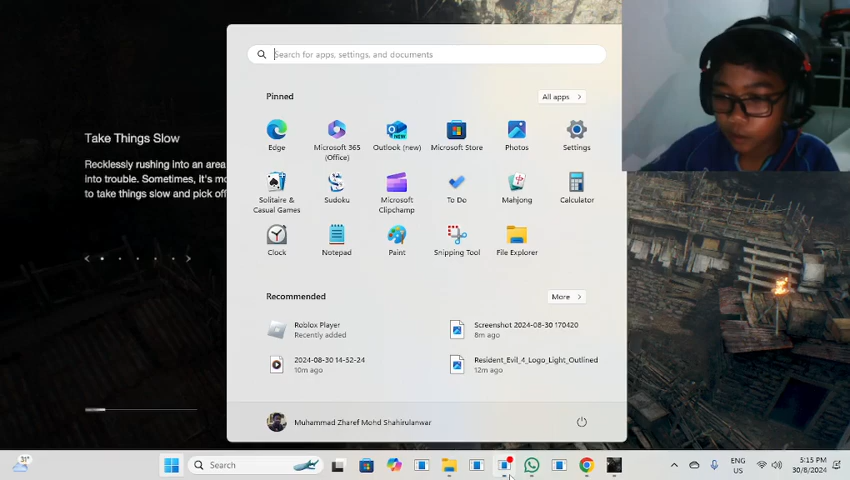 Take Things Slow
Recklessly rushing into an area
into trouble. Sometimes, it's mo
to take things slow and pick off
Search for apps, settings, and documents
Pinned
All apps
Edge
Microsoft 365
(Office)
Outlook (new)
Microsoft Store
Photos
Settings
Solitaire &
Casual Games
Sudoku
Microsoft
Clipchamp
To Do
Mahjong
Calculator
Clock
Notepad
Paint
Snipping Tool
File Explorer
Recommended
More
Roblox Player
Recently added
Screenshot 2024-08-30 170420
8m ago
2024-08-30 14-52-24
10m ago
Resident_Evil_4_Logo_Light_Outlined
12m ago
Muhammad Zharef Mohd Shahirulanwar
31°
Search
ENG
US
5:15 PM
30/8/2024